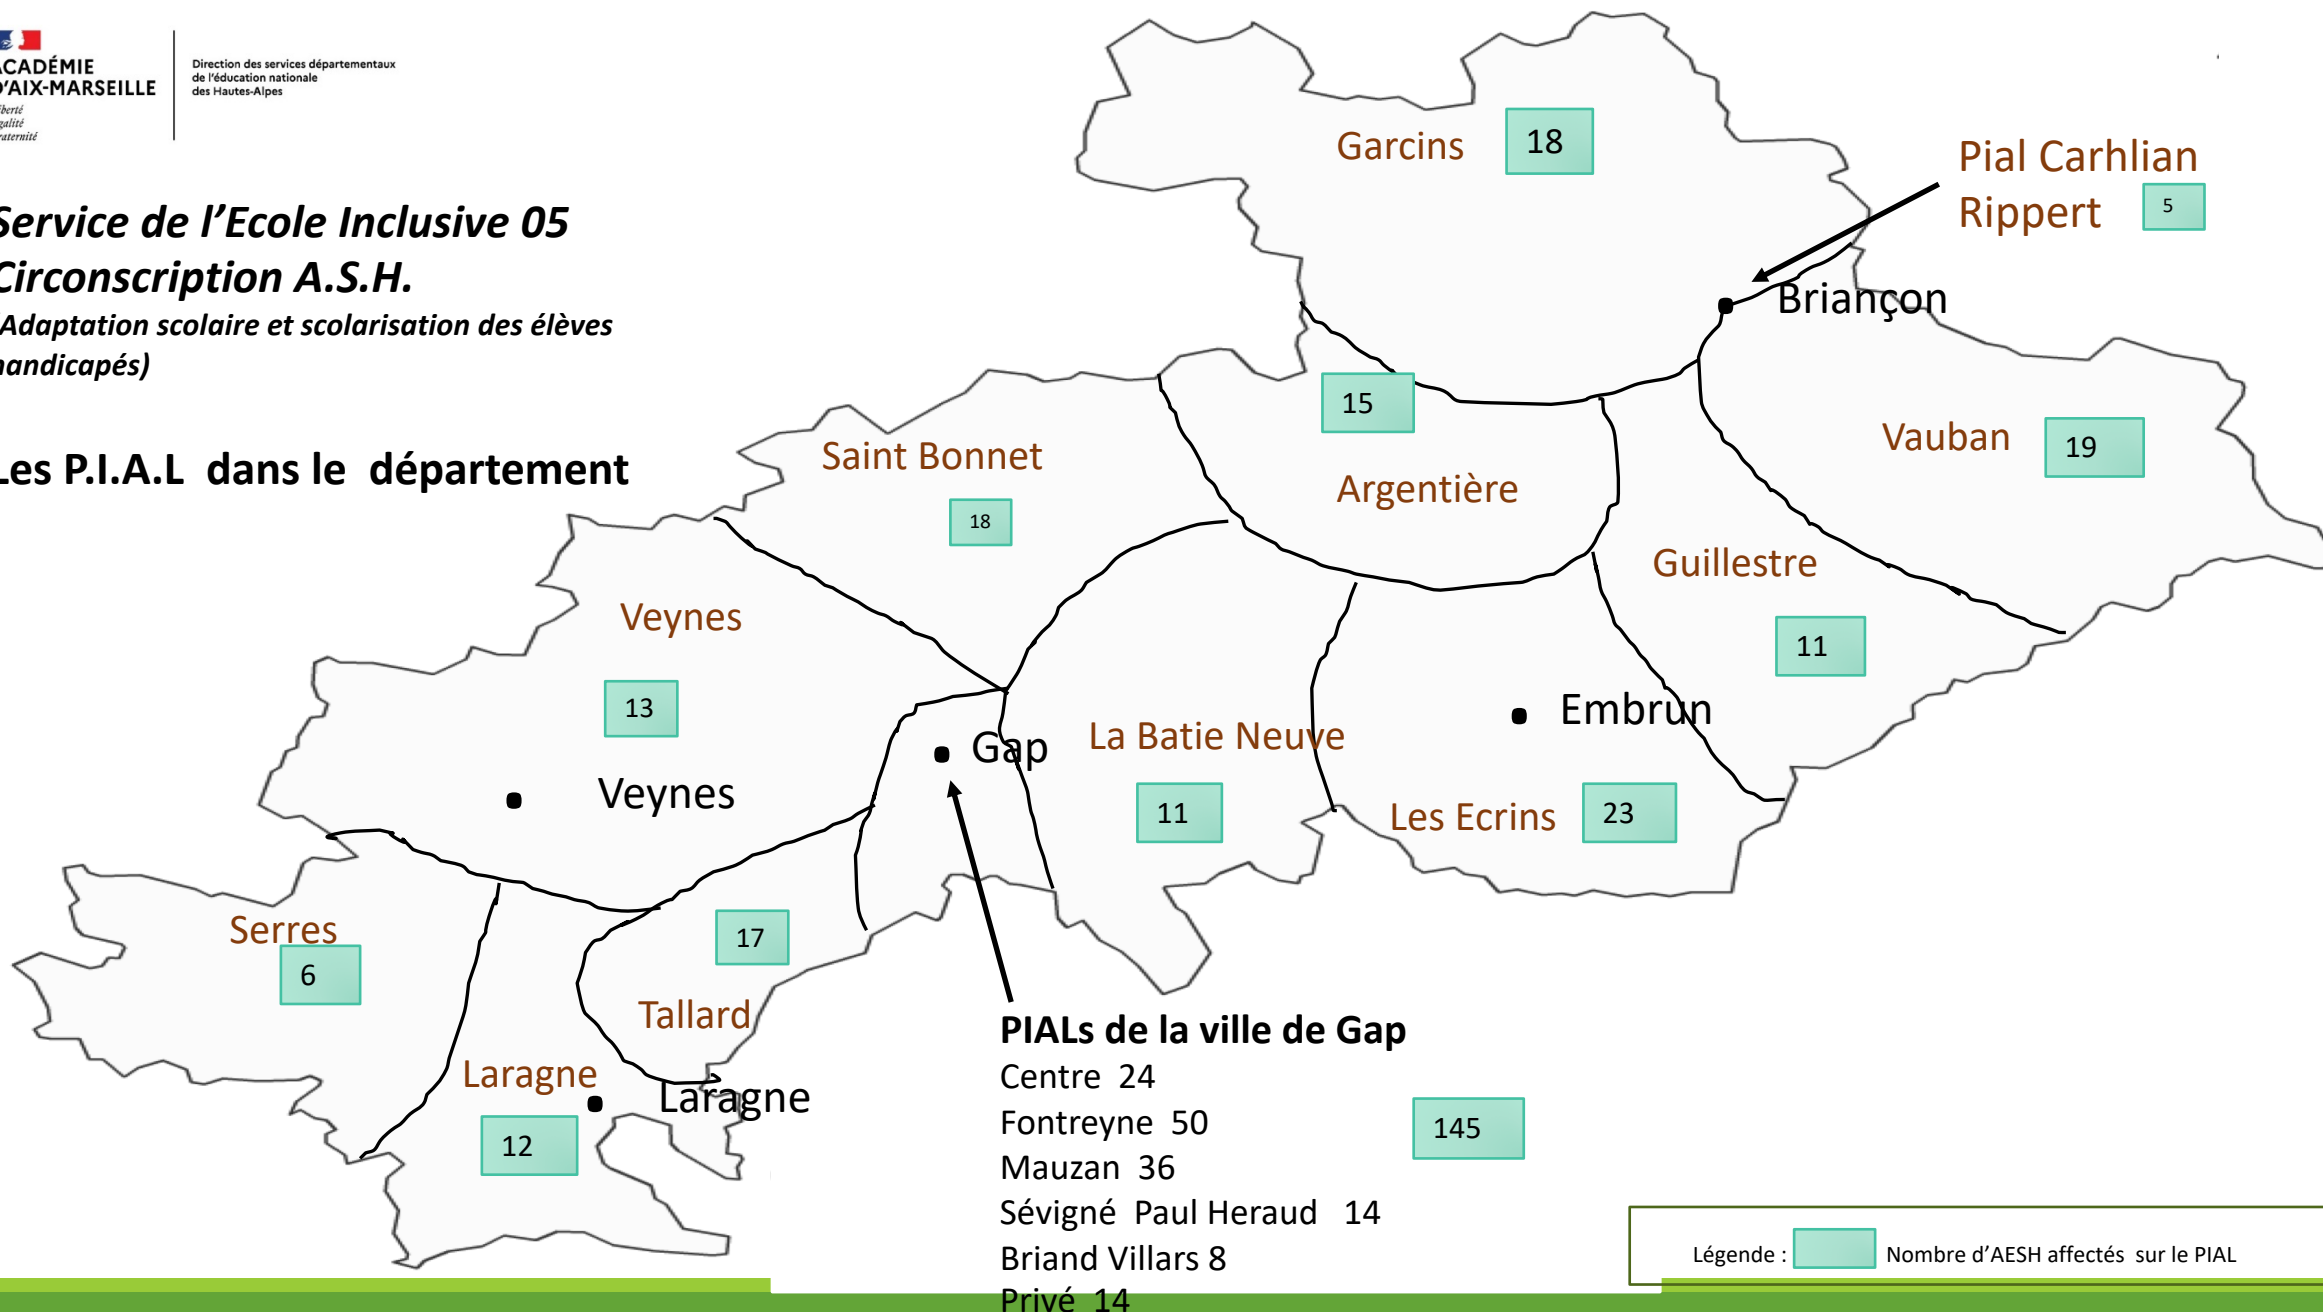 ACADÉMIE
D'AIX-MARSEILLE
Liberté
Égalité
Fraternité
Direction des services départementaux
de l'éducation nationale
des Hautes-Alpes
Service de l'Ecole Inclusive 05
Circonscription A.S.H.
(Adaptation scolaire et scolarisation des élèves
handicapés)
Les P.I.A.L dans le département
Garcins 18
Pial Carhlian
Rippert 5
Briançon
15
Argentière
Vauban 19
Saint Bonnet
18
Guillestre
11
Veynes
13
Veynes
Gap
La Batie Neuve
11
Embrun
Les Ecrins 23
Serres
6
17
Tallard
Laragne
Laragne
12
PIALs de la ville de Gap
Centre 24
Fontreyne 50
Mauzan 36
Sévigné Paul Heraud 14
Briand Villars 8
Privé 14
145
Légende : Nombre d'AESH affectés sur le PIAL